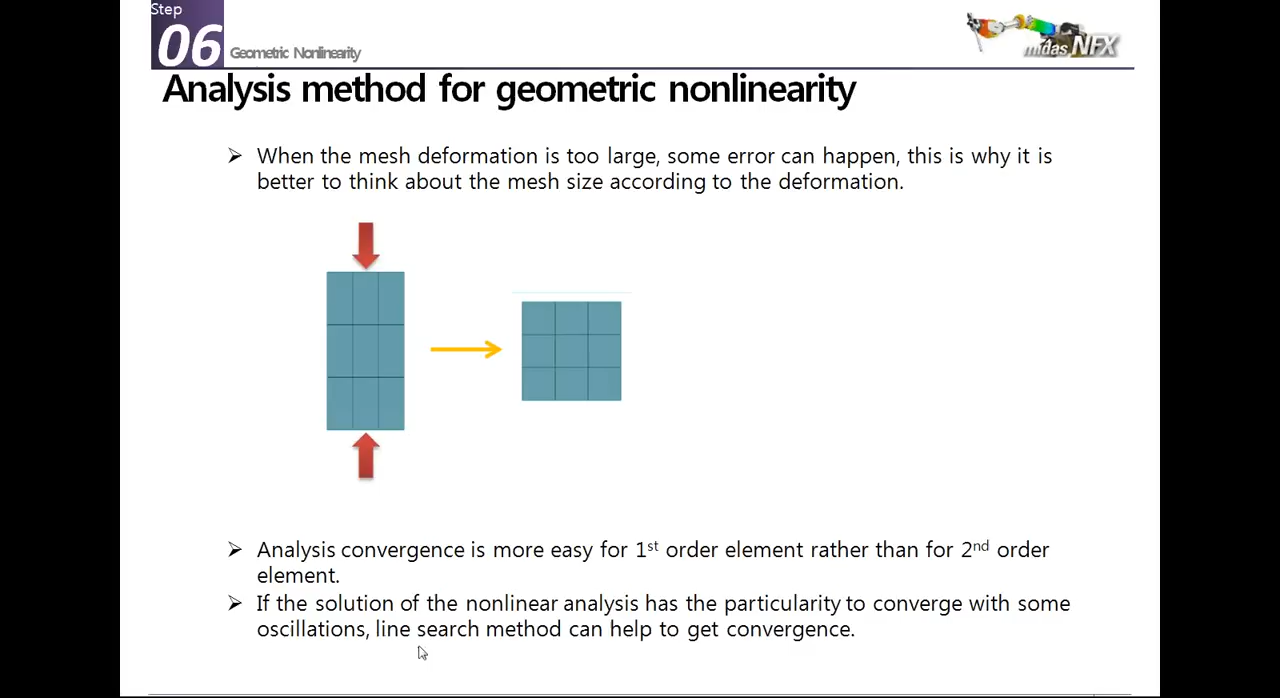 Step
06
Geometric Nonlinearity
midas NFX
Analysis method for geometric nonlinearity
➢ When the mesh deformation is too large, some error can happen, this is why it is
better to think about the mesh size according to the deformation.
➢ Analysis convergence is more easy for 1st order element rather than for 2nd order
element.
➢ If the solution of the nonlinear analysis has the particularity to converge with some
oscillations, line search method can help to get convergence.